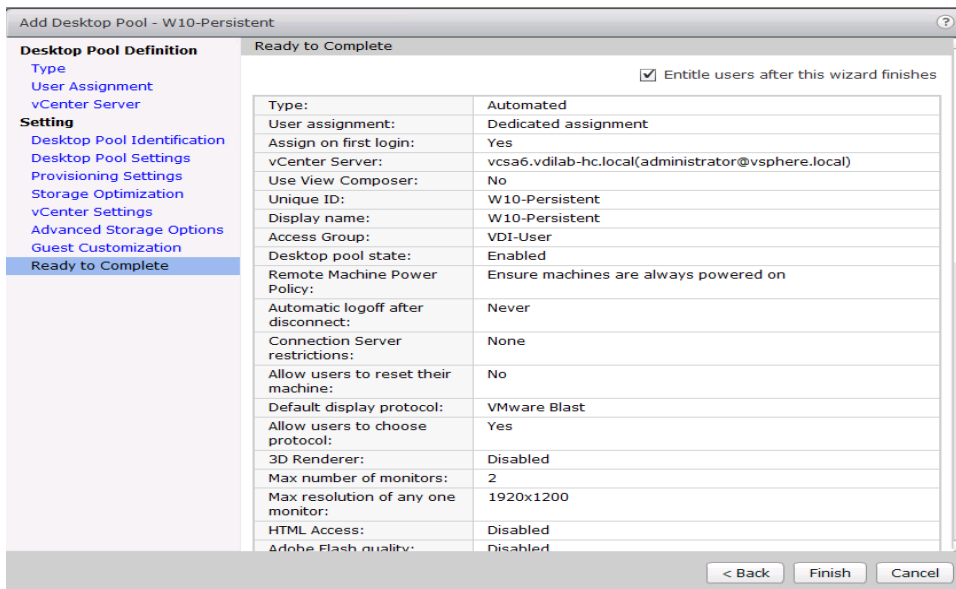 Add Desktop Pool - W10-Persistent
?
Desktop Pool Definition
Type
User Assignment
vCenter Server
Setting
Desktop Pool Identification
Desktop Pool Settings
Provisioning Settings
Storage Optimization
vCenter Settings
Advanced Storage Options
Guest Customization
Ready to Complete
Ready to Complete
Entitle users after this wizard finishes
Type: Automated
User assignment: Dedicated assignment
Assign on first login: Yes
vCenter Server: vcsa6.vdilab-hc.local(administrator@vsphere.local)
Use View Composer: No
Unique ID: W10-Persistent
Display name: W10-Persistent
Access Group: VDI-User
Desktop pool state: Enabled
Remote Machine Power Ensure machines are always powered on
Policy:
Automatic logoff after Never
disconnect:
Connection Server None
restrictions:
Allow users to reset their No
machine:
Default display protocol: VMware Blast
Allow users to choose Yes
protocol:
3D Renderer: Disabled
Max number of monitors: 2
Max resolution of any one 1920x1200
monitor:
HTML Access: Disabled
Adobe Flash quality: Disabled
< Back Finish Cancel